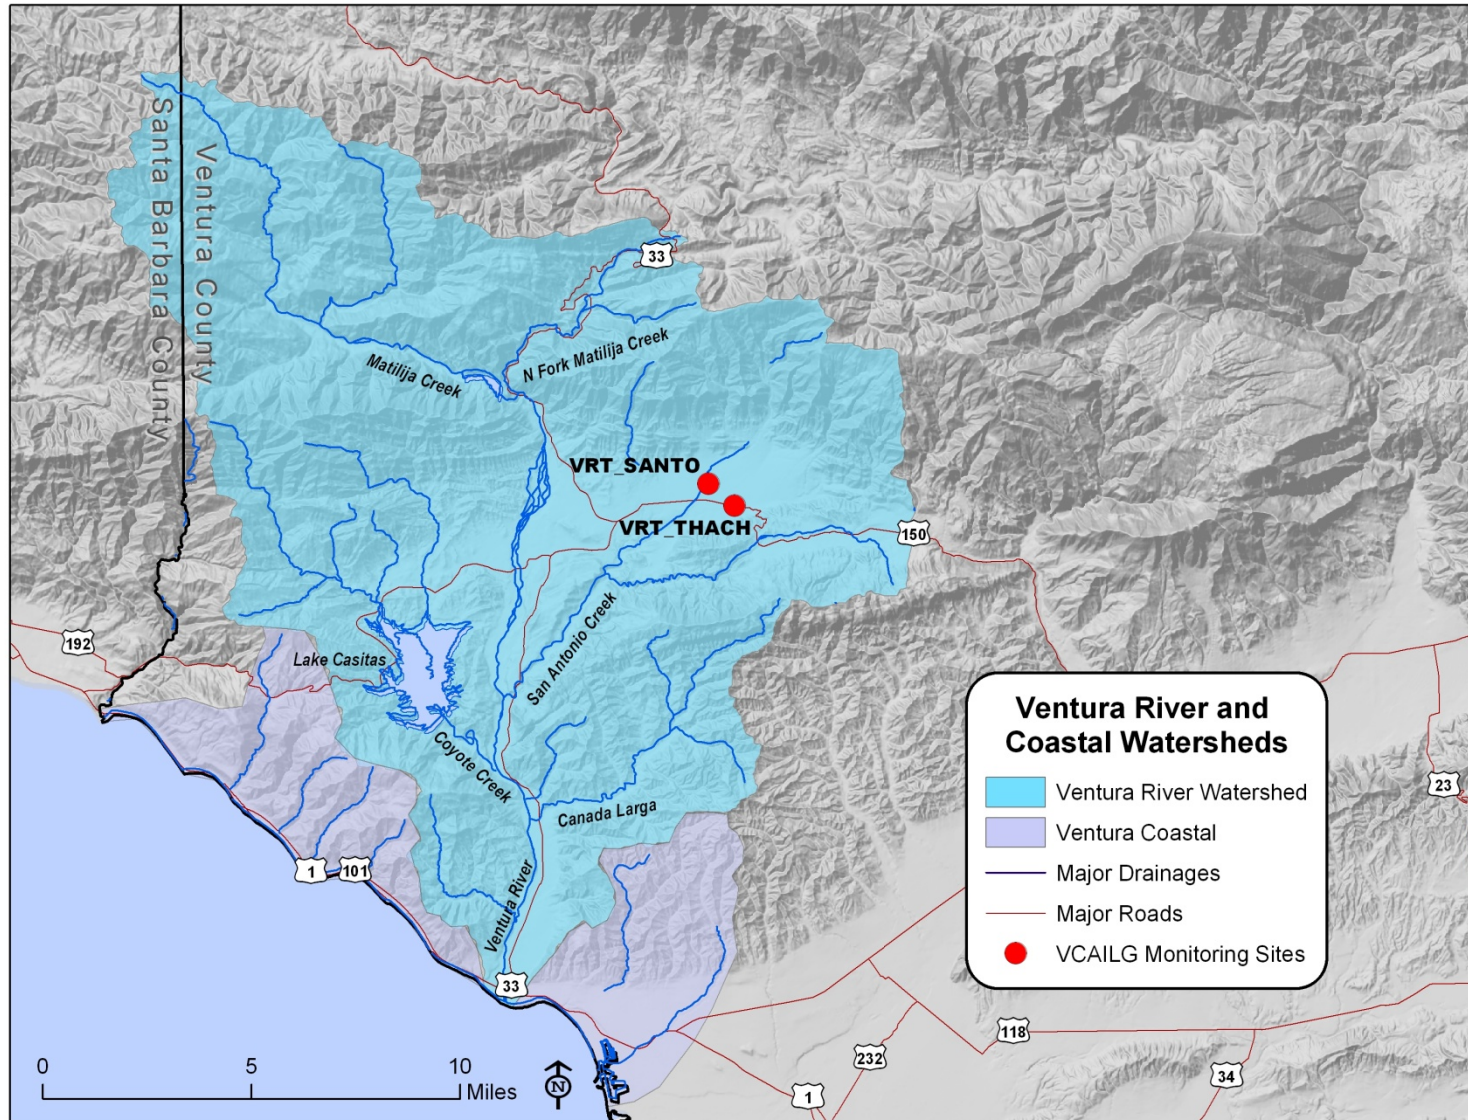 Santa Barbara County
Ventura County
33
Matilija Creek
N Fork Matilija Creek
VRT_SANTO
VRT_THACH
150
192
Lake Casitas
San Antonio Creek
Coyote Creek
Canada Larga
Ventura River
1
101
33
Ventura River and
Coastal Watersheds
Ventura River Watershed
Ventura Coastal
Major Drainages
Major Roads
VCAILG Monitoring Sites
23
118
232
34
1
0
5
10
Miles
N